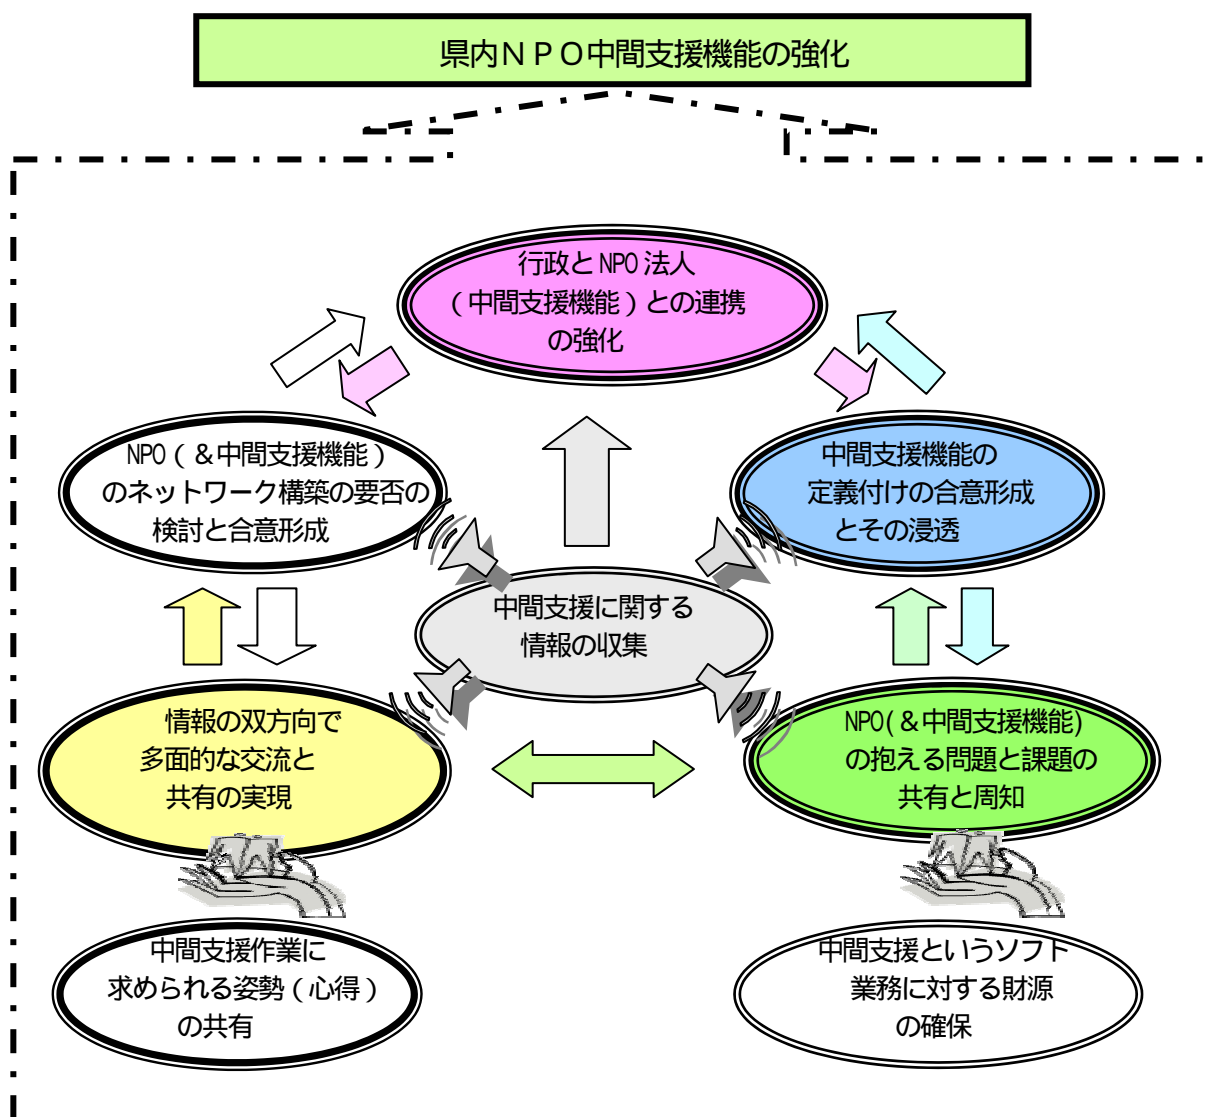 県内ＮＰＯ中間支援機能の強化
行政とNPO法人
（中間支援機能）との連携
の強化
NPO（＆中間支援機能）
のネットワーク構築の要否の
検討と合意形成
中間支援機能の
定義付けの合意形成
とその浸透
中間支援に関する
情報の収集
情報の双方向で
多面的な交流と
共有の実現
NPO(＆中間支援機能)
の抱える問題と課題の
共有と周知
中間支援作業に
求められる姿勢（心得）
の共有
中間支援というソフト
業務に対する財源
の確保